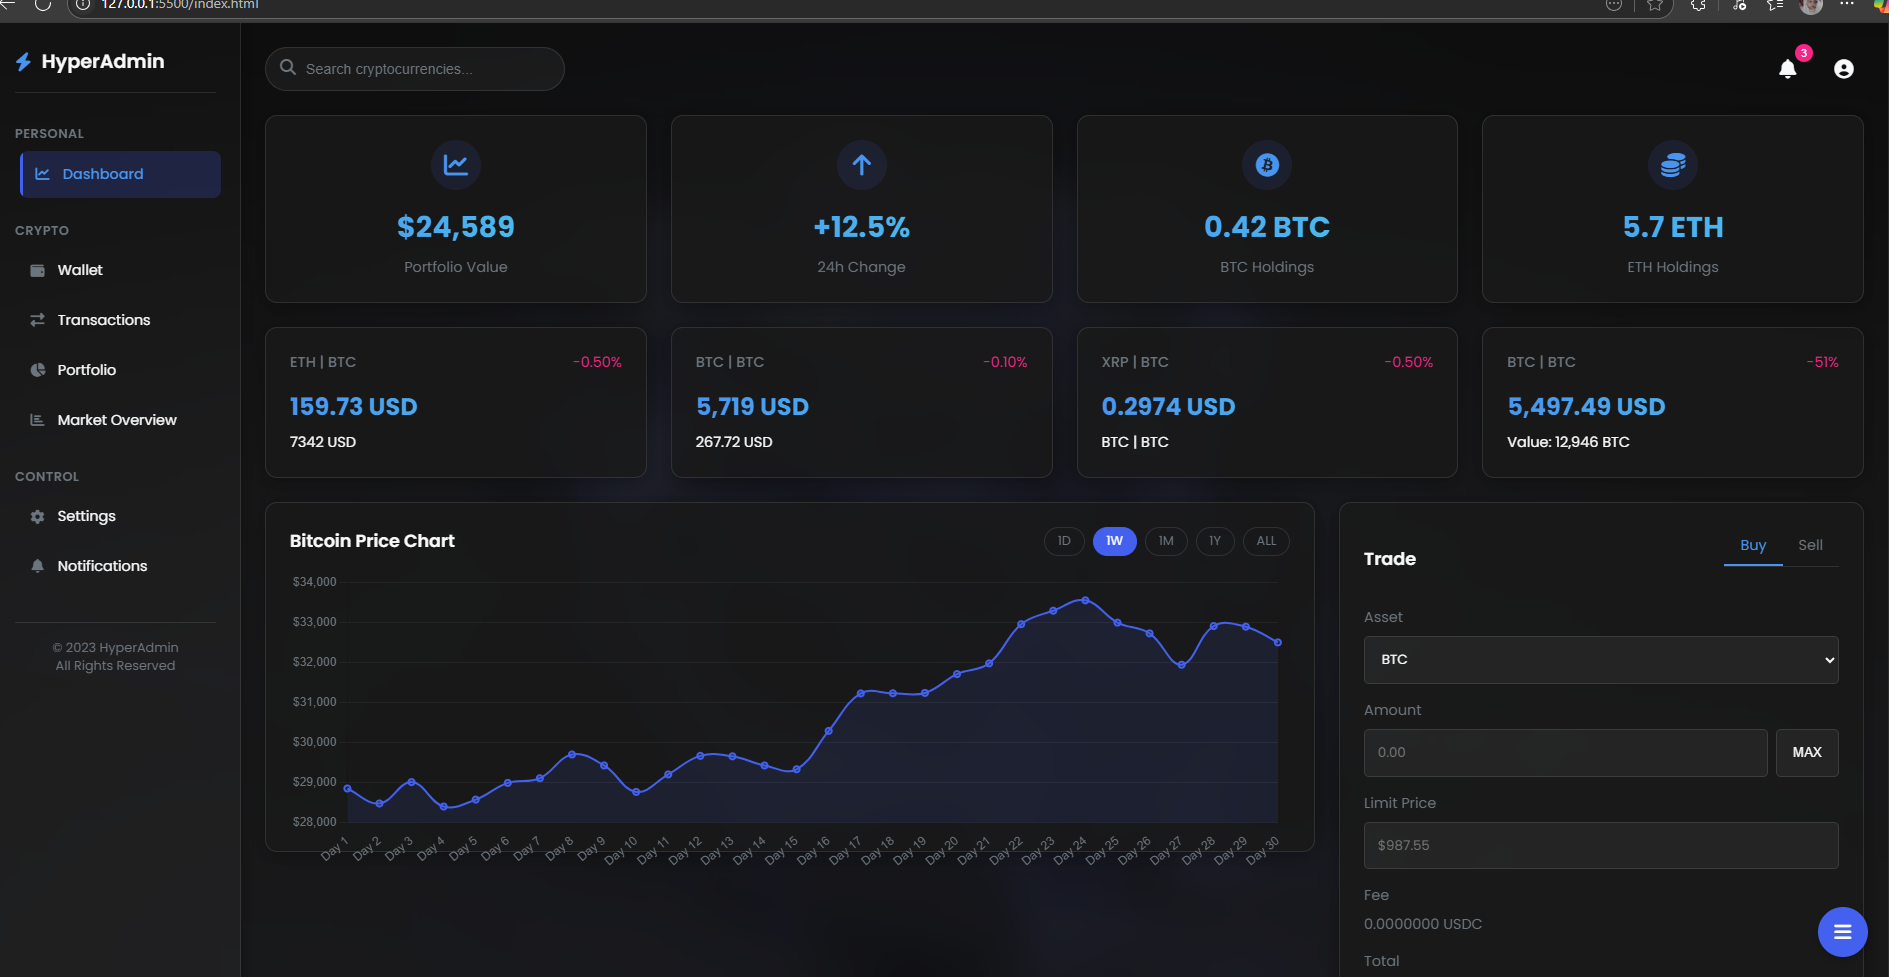 127.0.0.1:5500/index.html
HyperAdmin
Search cryptocurrencies...
3
PERSONAL
Dashboard
CRYPTO
Wallet
Transactions
Portfolio
Market Overview
CONTROL
Settings
Notifications
© 2023 HyperAdmin
All Rights Reserved
$24,589
Portfolio Value
+12.5%
24h Change
0.42 BTC
BTC Holdings
5.7 ETH
ETH Holdings
ETH | BTC -0.50%
159.73 USD
7342 USD
BTC | BTC -0.10%
5,719 USD
267.72 USD
XRP | BTC -0.50%
0.2974 USD
BTC | BTC
BTC | BTC -51%
5,497.49 USD
Value: 12,946 BTC
Bitcoin Price Chart 1D 1W 1M 1Y ALL
$34,000
$33,000
$32,000
$31,000
$30,000
$29,000
$28,000
Day 1 Day 2 Day 3 Day 4 Day 5 Day 6 Day 7 Day 8 Day 9 Day 10 Day 11 Day 12 Day 13 Day 14 Day 15 Day 16 Day 17 Day 18 Day 19 Day 20 Day 21 Day 22 Day 23 Day 24 Day 25 Day 26 Day 27 Day 28 Day 29 Day 30
Trade Buy Sell
Asset
BTC
Amount
0.00 MAX
Limit Price
$987.55
Fee
0.0000000 USDC
Total